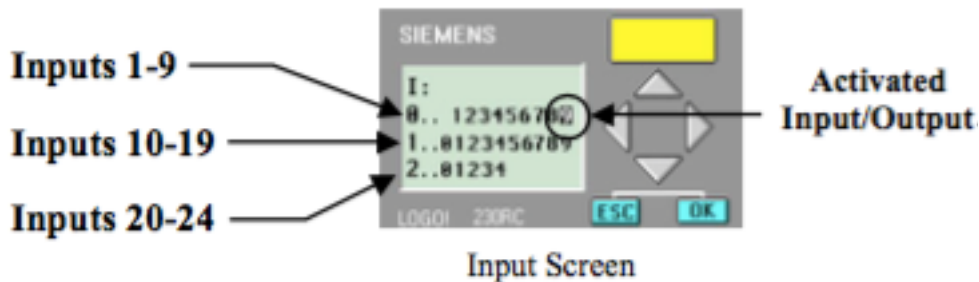 SIEMENS
Inputs 1-9
I:
Activated
Input/Output
0.. 123456789
Inputs 10-19
1..0123456789
2..01234
Inputs 20-24
LOGO! 230RC
ESC
OK
Input Screen